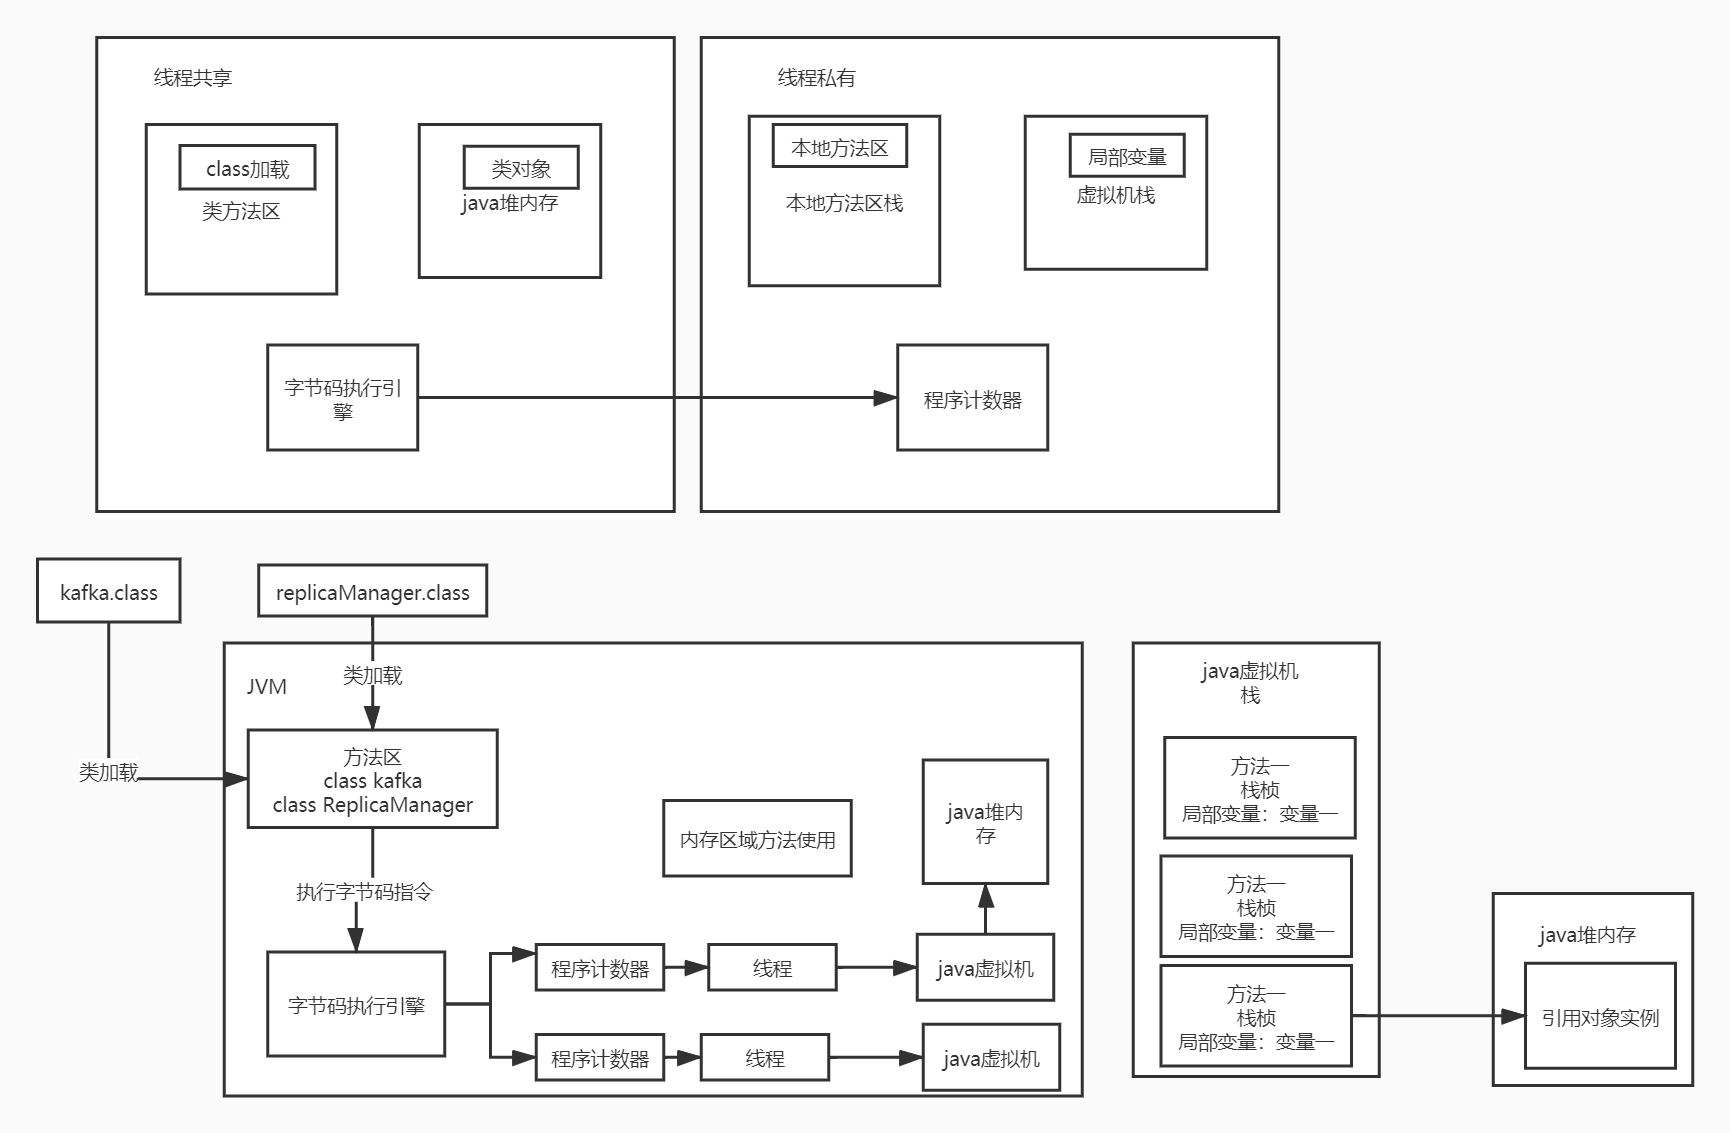 线程共享
class加载
类方法区
类对象
java堆内存
字节码执行引
擎
线程私有
本地方法区
本地方法区栈
局部变量
虚拟机栈
程序计数器
kafka.class
replicaManager.class
类加载
类加载
JVM
方法区
class kafka
class ReplicaManager
执行字节码指令
字节码执行引擎
内存区域方法使用
java堆内
存
程序计数器
线程
java虚拟机
程序计数器
线程
java虚拟机
java虚拟机
栈
方法一
栈桢
局部变量：变量一
方法一
栈桢
局部变量：变量一
方法一
栈桢
局部变量：变量一
java堆内存
引用对象实例